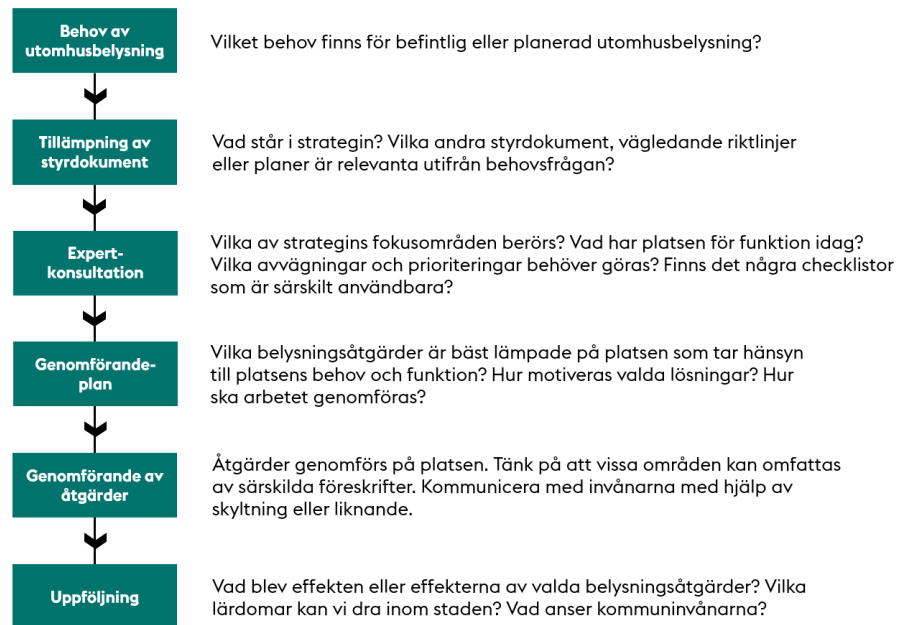 Behov av
utomhusbelysning
Vilket behov finns för befintlig eller planerad utomhusbelysning?
Tillämpning av
styrdokument
Vad står i strategin? Vilka andra styrdokument, vägledande riktlinjer
eller planer är relevanta utifrån behovsfrågan?
Expert-
konsultation
Vilka av strategins fokusområden berörs? Vad har platsen för funktion idag?
Vilka avvägningar och prioriteringar behöver göras? Finns det några checklistor
som är särskilt användbara?
Genomförande-
plan
Vilka belysningsåtgärder är bäst lämpade på platsen som tar hänsyn
till platsens behov och funktion? Hur motiveras valda lösningar? Hur
ska arbetet genomföras?
Genomförande av
åtgärder
Åtgärder genomförs på platsen. Tänk på att vissa områden kan omfattas
av särskilda föreskrifter. Kommunicera med invånarna med hjälp av
skyltning eller liknande.
Uppföljning
Vad blev effekten eller effekterna av valda belysningsåtgärder? Vilka
lärdomar kan vi dra inom staden? Vad anser kommuninvånarna?